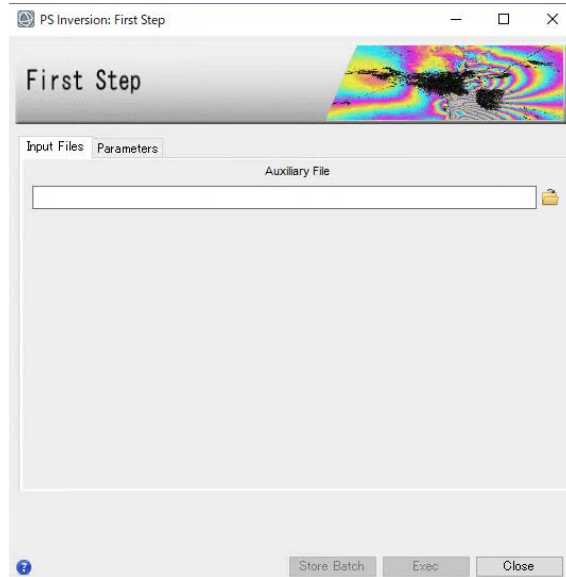 PS Inversion: First Step
First Step
Input Files Parameters
Auxiliary File
Store Batch Exec Close